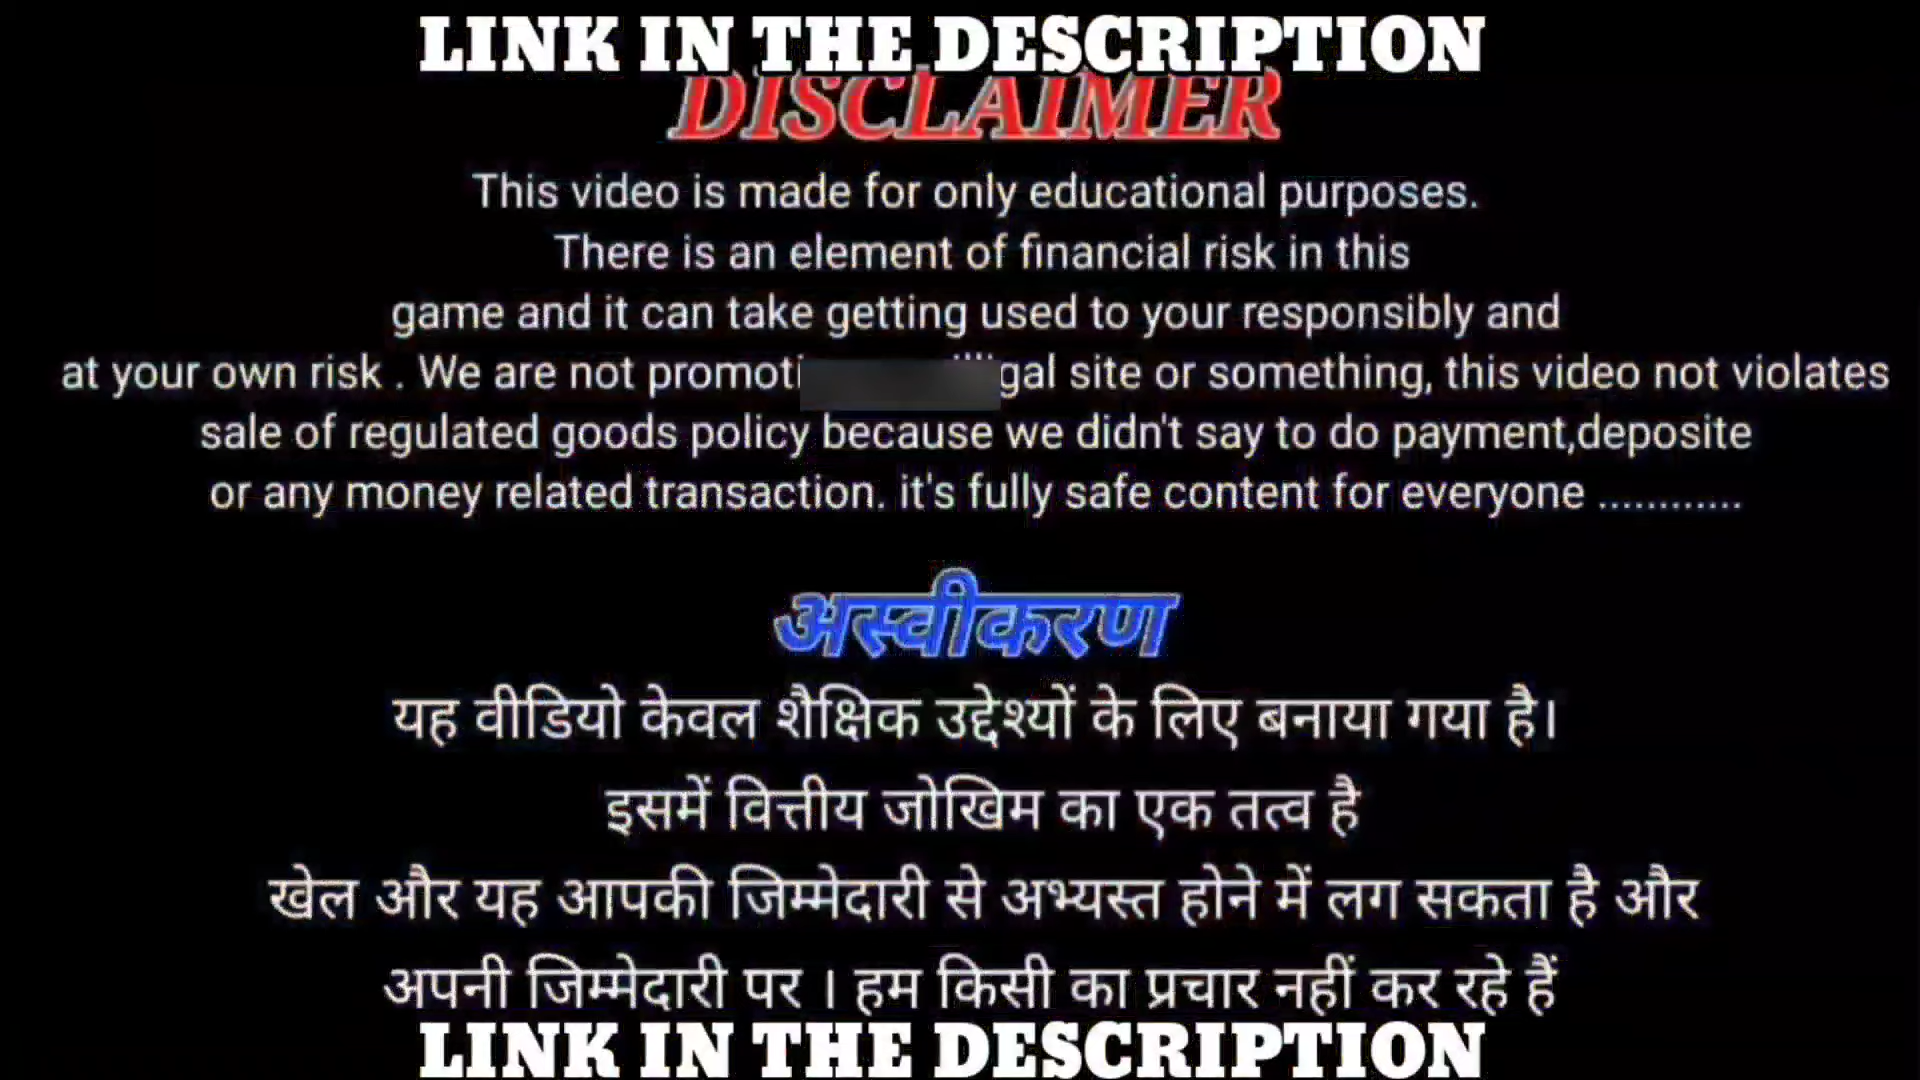 LINK IN THE DESCRIPTION
DISCLAIMER
This video is made for only educational purposes.
There is an element of financial risk in this
game and it can take getting used to your responsibly and
at your own risk . We are not site or something, this video not violates
sale of regulated goods policy because we didn't say to do payment,deposite
or any money related transaction. it's fully safe content for everyone ............
अस्वीकरण
यह वीडियो केवल शैक्षिक उद्देश्यों के लिए बनाया गया है।
इसमें वित्तीय जोखिम का एक तत्व है
खेल और यह आपकी जिम्मेदारी से अभ्यस्त होने में लग सकता है और
अपनी जिम्मेदारी पर । हम किसी का प्रचार नहीं कर रहे हैं
LINK IN THE DESCRIPTION